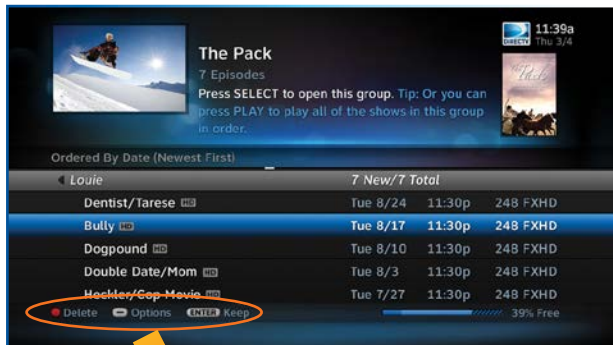 The Pack
11:39a
DIRECTV Thu 3/4
7 Episodes
Press SELECT to open this group. Tip: Or you can
press PLAY to play all of the shows in this group
in order.
Ordered By Date (Newest First)
Louie 7 New/7 Total
Dentist/Tarese HD Tue 8/24 11:30p 248 FXHD
Bully HD Tue 8/17 11:30p 248 FXHD
Dogpound HD Tue 8/10 11:30p 248 FXHD
Double Date/Mom HD Tue 8/3 11:30p 248 FXHD
Heckler/Cop Movie HD Tue 7/27 11:30p 248 FXHD
Delete Options ENTER Keep 39% Free